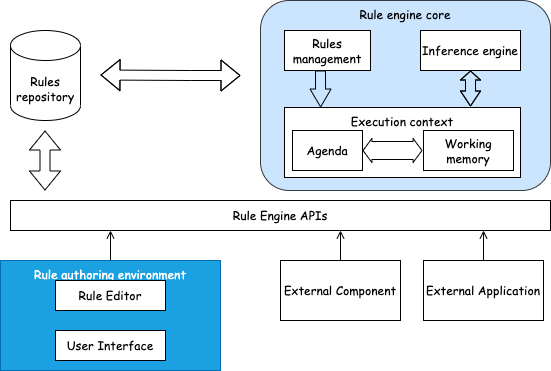 Rule engine core
Rules
management
Inference engine
Rules
repository
Execution context
Agenda
Working
memory
Rule Engine APIs
Rule authoring environment
Rule Editor
User Interface
External Component
External Application